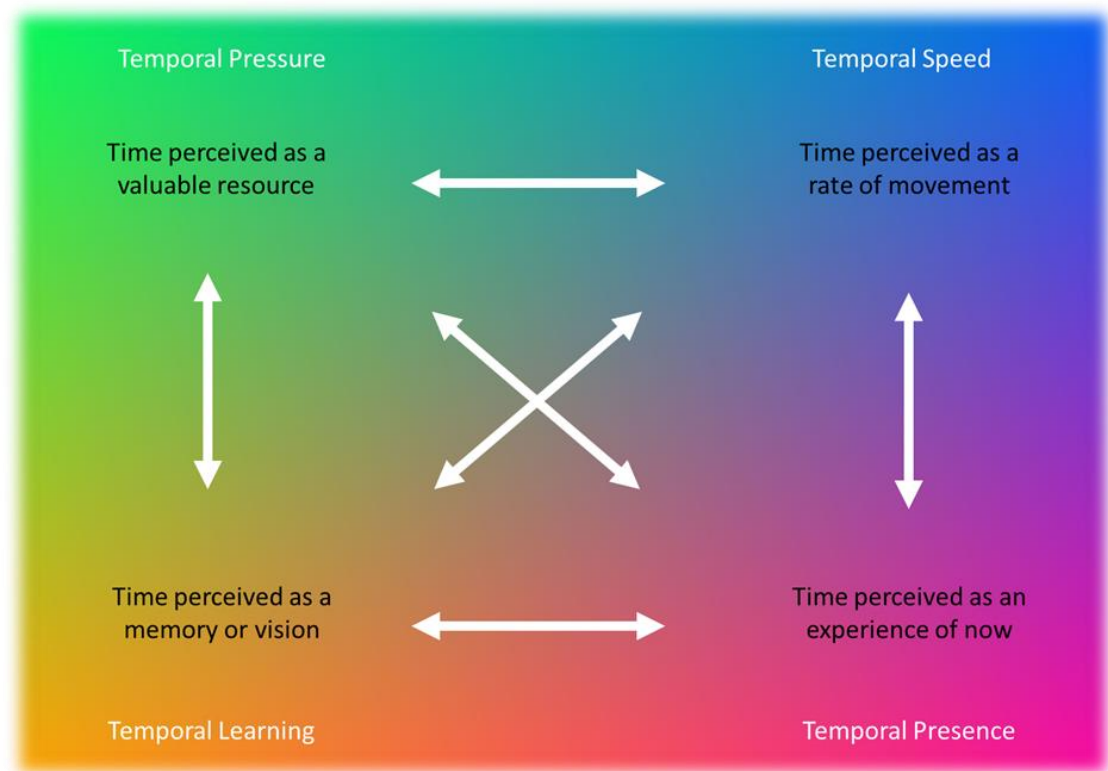 Temporal Pressure
Temporal Speed
Time perceived as a
valuable resource
Time perceived as a
rate of movement
Time perceived as a
memory or vision
Time perceived as an
experience of now
Temporal Learning
Temporal Presence